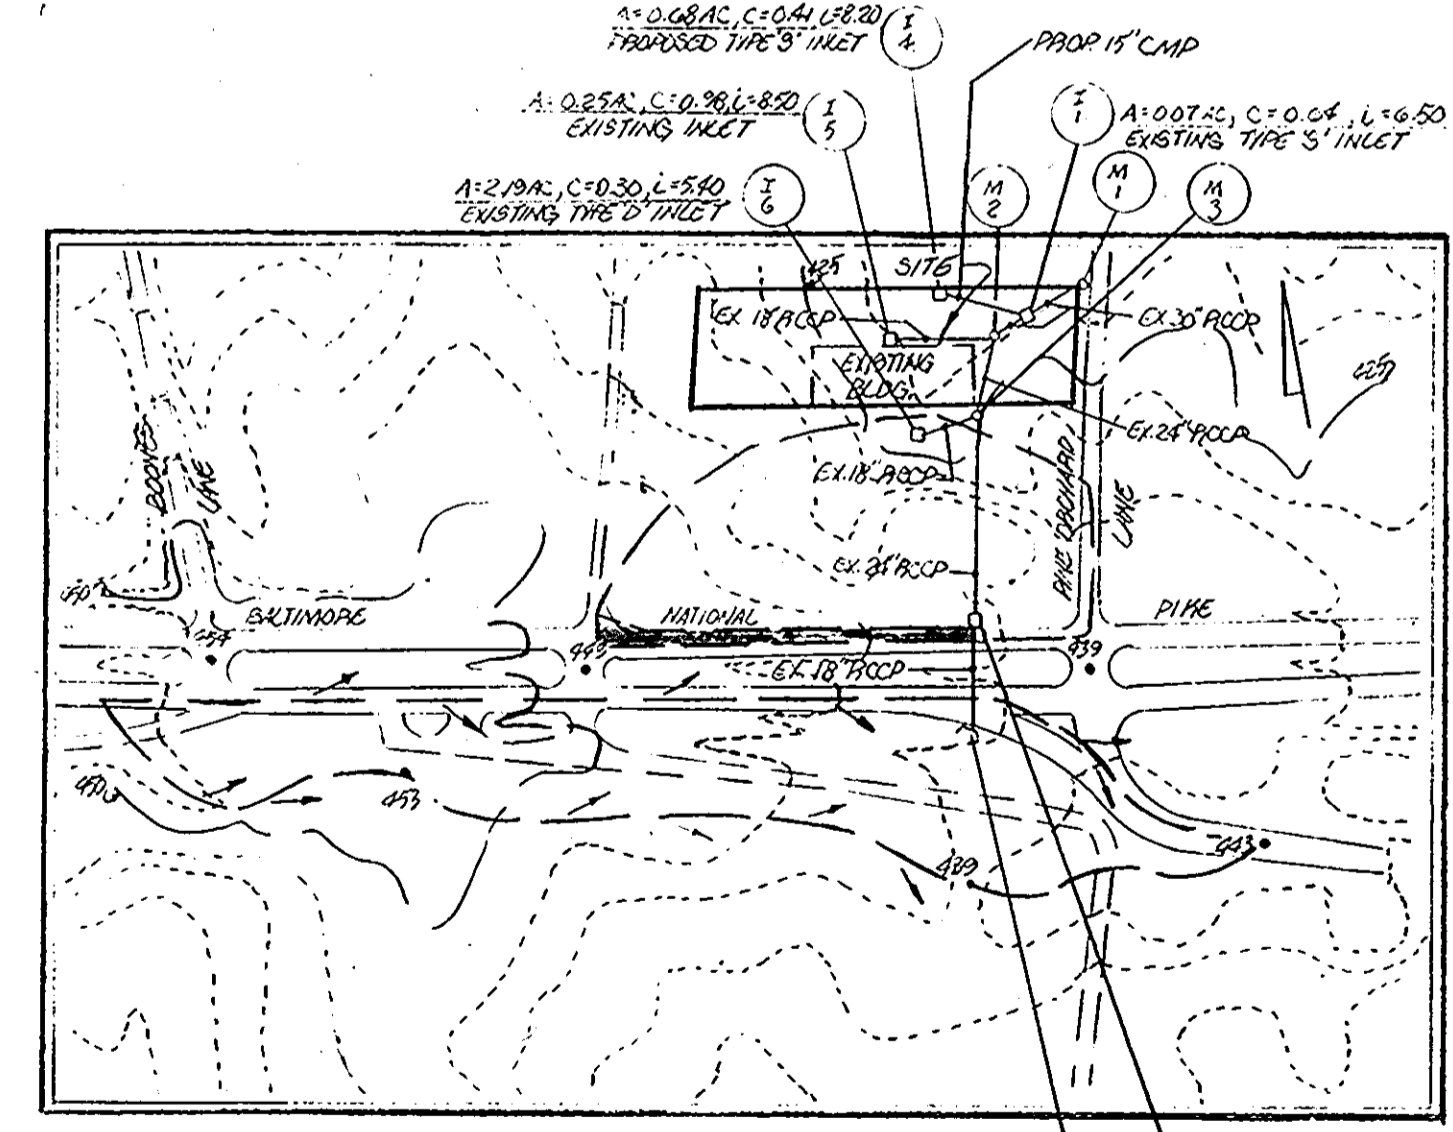 A=0.68AC, C=0.41, i=8.20
PROPOSED TYPE 'S' INLET
I
4
PROP. 15" CMP
A=0.25AC, C=0.98, i=8.50
EXISTING INLET
I
5
I
1
A=0.07AC, C=0.64, i=6.50
EXISTING TYPE 'S' INLET
A=2.19AC, C=0.30, i=5.40
EXISTING TYPE 'D' INLET
I
6
M
2
M
1
M
3
425
SITE
EX. 18" RCCP
EX. 30" RCCP
EXISTING
BLDG.
425
EX. 24" RCCP
EX. 18" RCCP
BOONES
LANE
ORCHARD
LANE
EX. 24" RCCP
450
BALTIMORE
NATIONAL
PIKE
454
443
439
EX. 18" RCCP
450
453
443
439